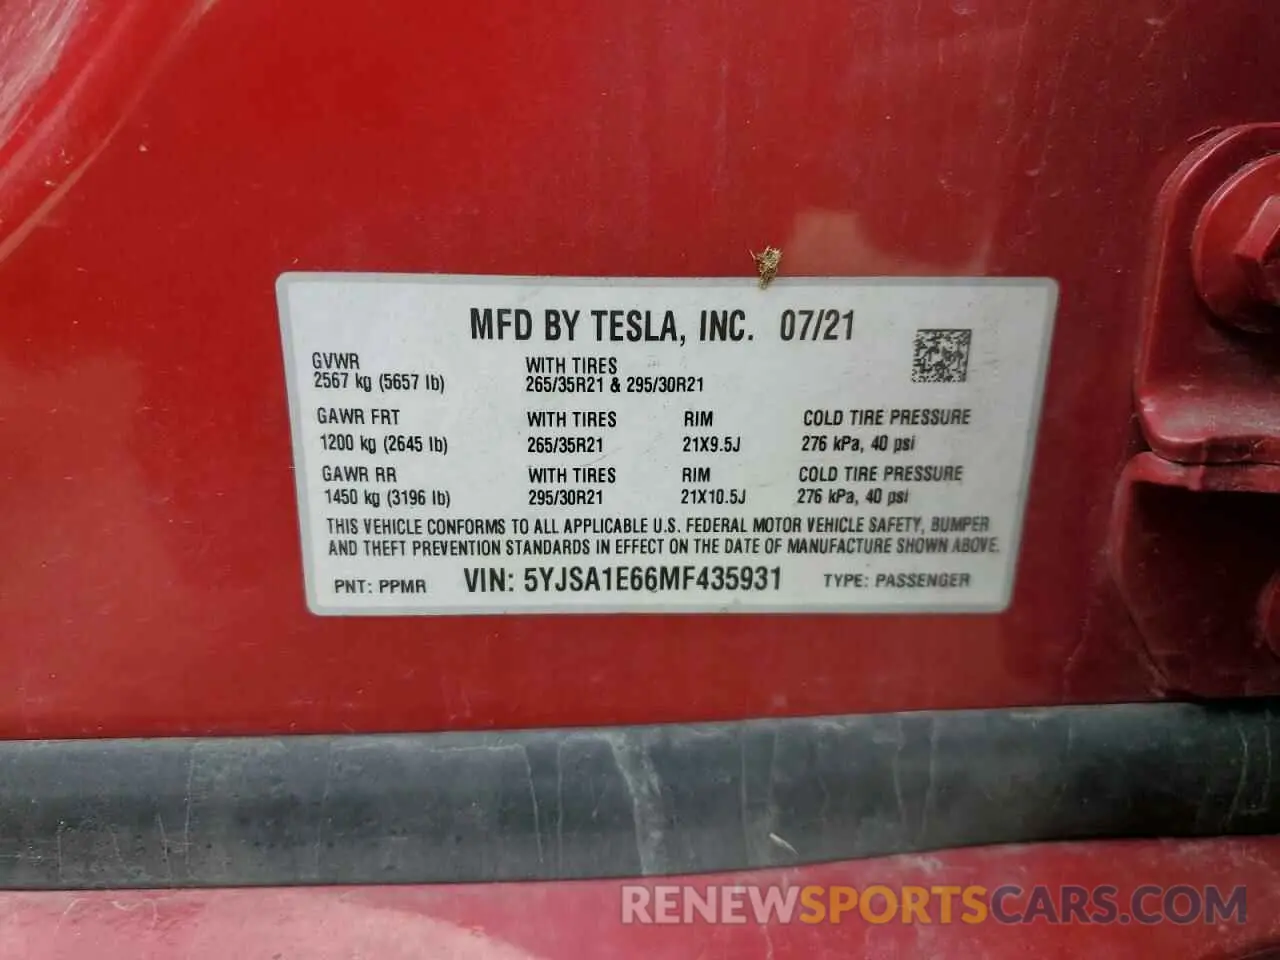 MFD BY TESLA, INC. 07/21
GVWR WITH TIRES
2567 kg (5657 lb) 265/35R21 & 295/30R21
GAWR FRT WITH TIRES RIM COLD TIRE PRESSURE
1200 kg (2645 lb) 265/35R21 21X9.5J 276 kPa, 40 psi
GAWR RR WITH TIRES RIM COLD TIRE PRESSURE
1450 kg (3196 lb) 295/30R21 21X10.5J 276 kPa, 40 psi
THIS VEHICLE CONFORMS TO ALL APPLICABLE U.S. FEDERAL MOTOR VEHICLE SAFETY, BUMPER
AND THEFT PREVENTION STANDARDS IN EFFECT ON THE DATE OF MANUFACTURE SHOWN ABOVE.
PNT: PPMR VIN: 5YJSA1E66MF435931 TYPE: PASSENGER
RENEWSPORTSCARS.COM